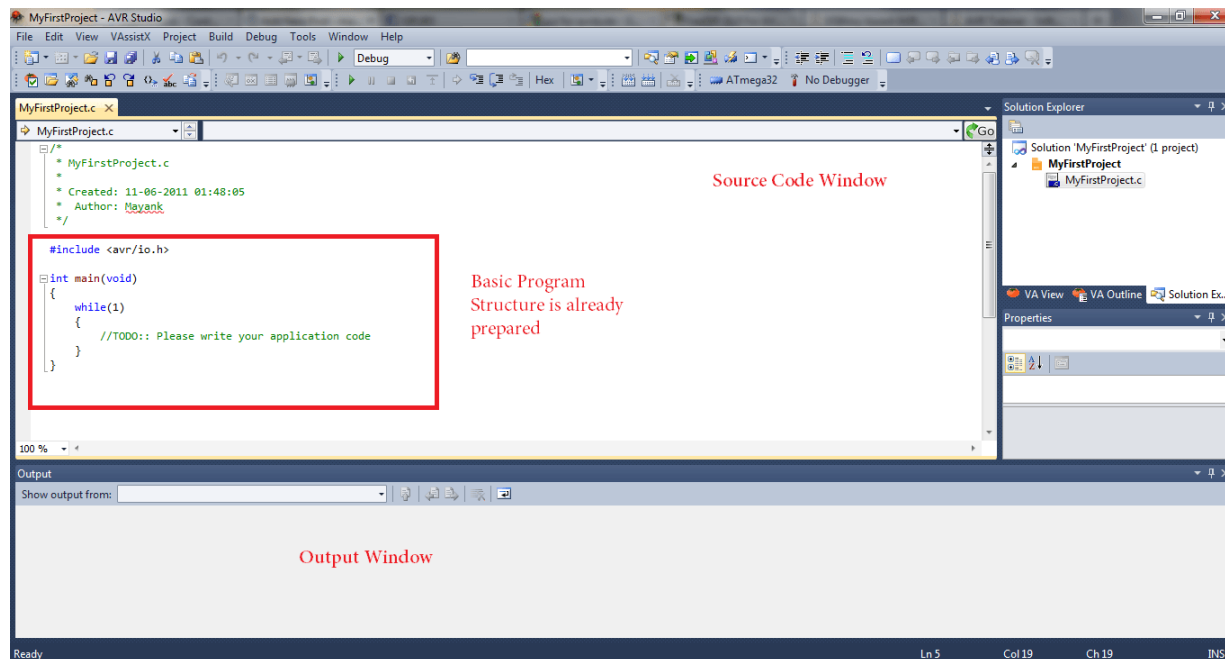 MyFirstProject - AVR Studio
File Edit View VAssistX Project Build Debug Tools Window Help
Debug
Hex ATmega32 No Debugger
MyFirstProject.c
MyFirstProject.c
Go
/*
* MyFirstProject.c
*
* Created: 11-06-2011 01:48:05
* Author: Mayank
*/
#include <avr/io.h>
int main(void)
{
while(1)
{
//TODO:: Please write your application code
}
}
Source Code Window
Basic Program
Structure is already
prepared
100 %
Solution Explorer
Solution 'MyFirstProject' (1 project)
MyFirstProject
MyFirstProject.c
VA View VA Outline Solution Ex...
Properties
Output
Show output from:
Output Window
Ready Ln 5 Col 19 Ch 19 INS